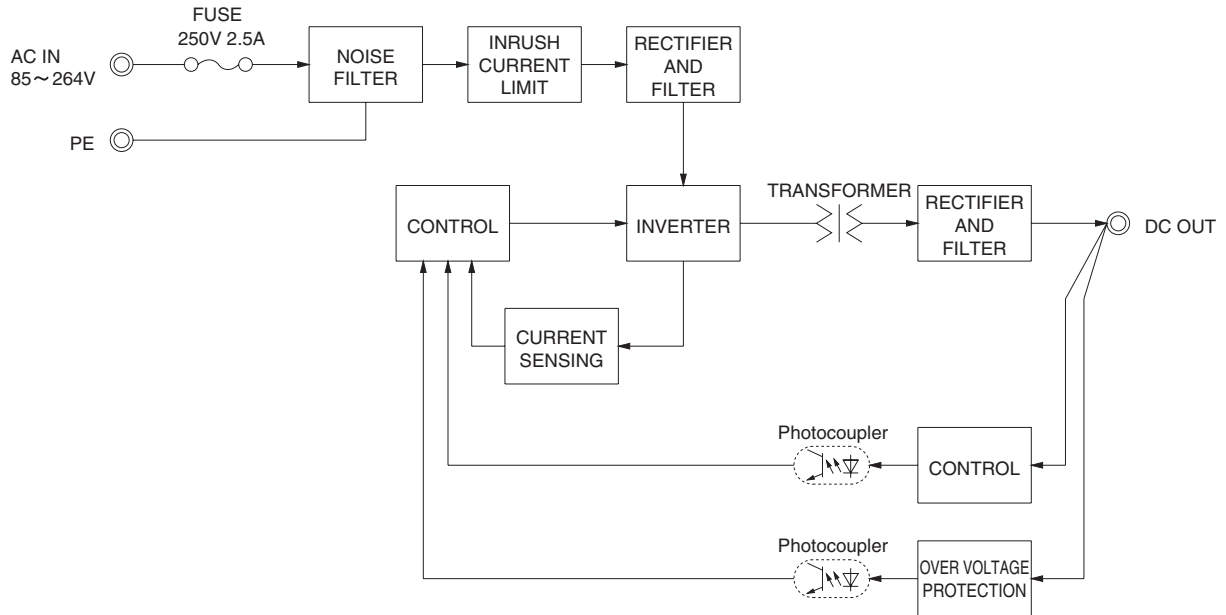 FUSE
250V 2.5A
AC IN
85～264V
PE
NOISE
FILTER
INRUSH
CURRENT
LIMIT
RECTIFIER
AND
FILTER
CONTROL
INVERTER
TRANSFORMER
RECTIFIER
AND
FILTER
DC OUT
CURRENT
SENSING
Photocoupler
CONTROL
Photocoupler
OVER VOLTAGE
PROTECTION